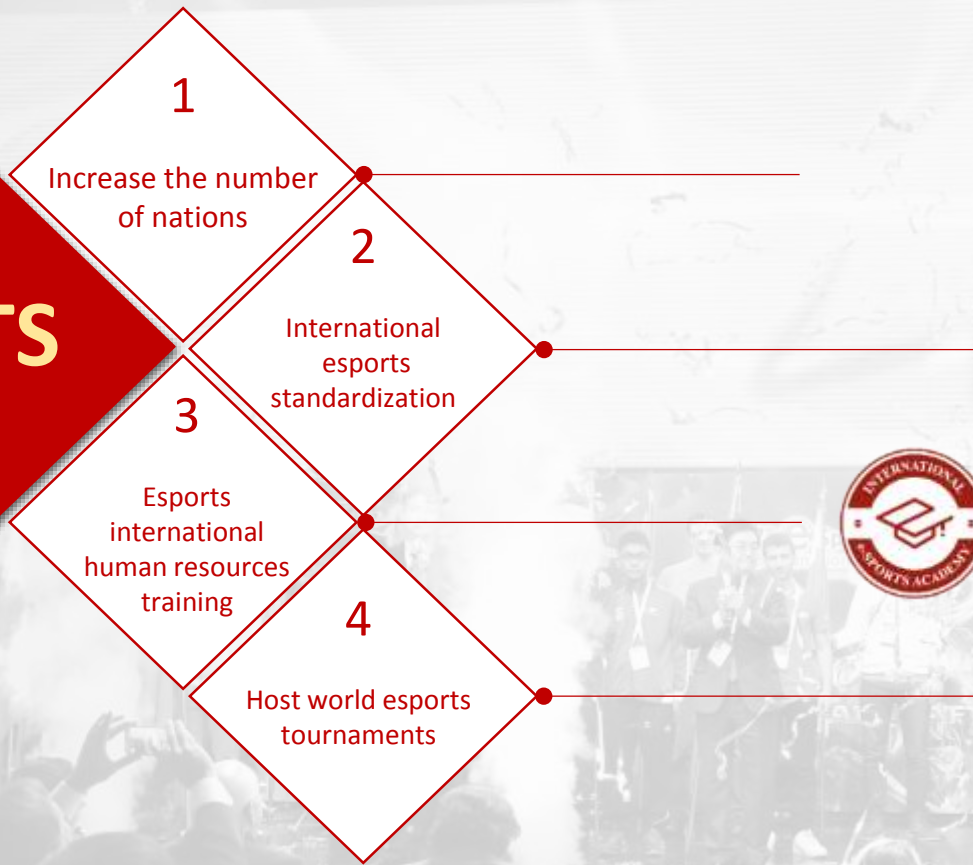 TS
1
Increase the number
of nations
2
International
esports
standardization
3
Esports
international
human resources
training
4
Host world esports
tournaments
INTERNATIONAL
e-SPORTS ACADEMY